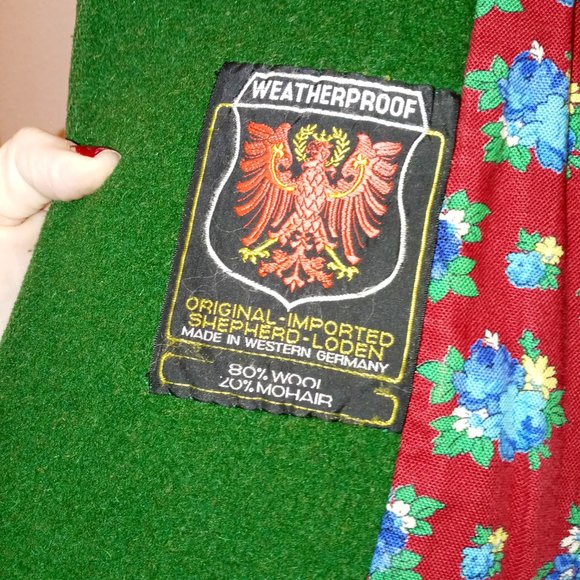 WEATHERPROOF
ORIGINAL-IMPORTED
SHEPHERD-LODEN
MADE IN WESTERN GERMANY
80% WOOL
20% MOHAIR